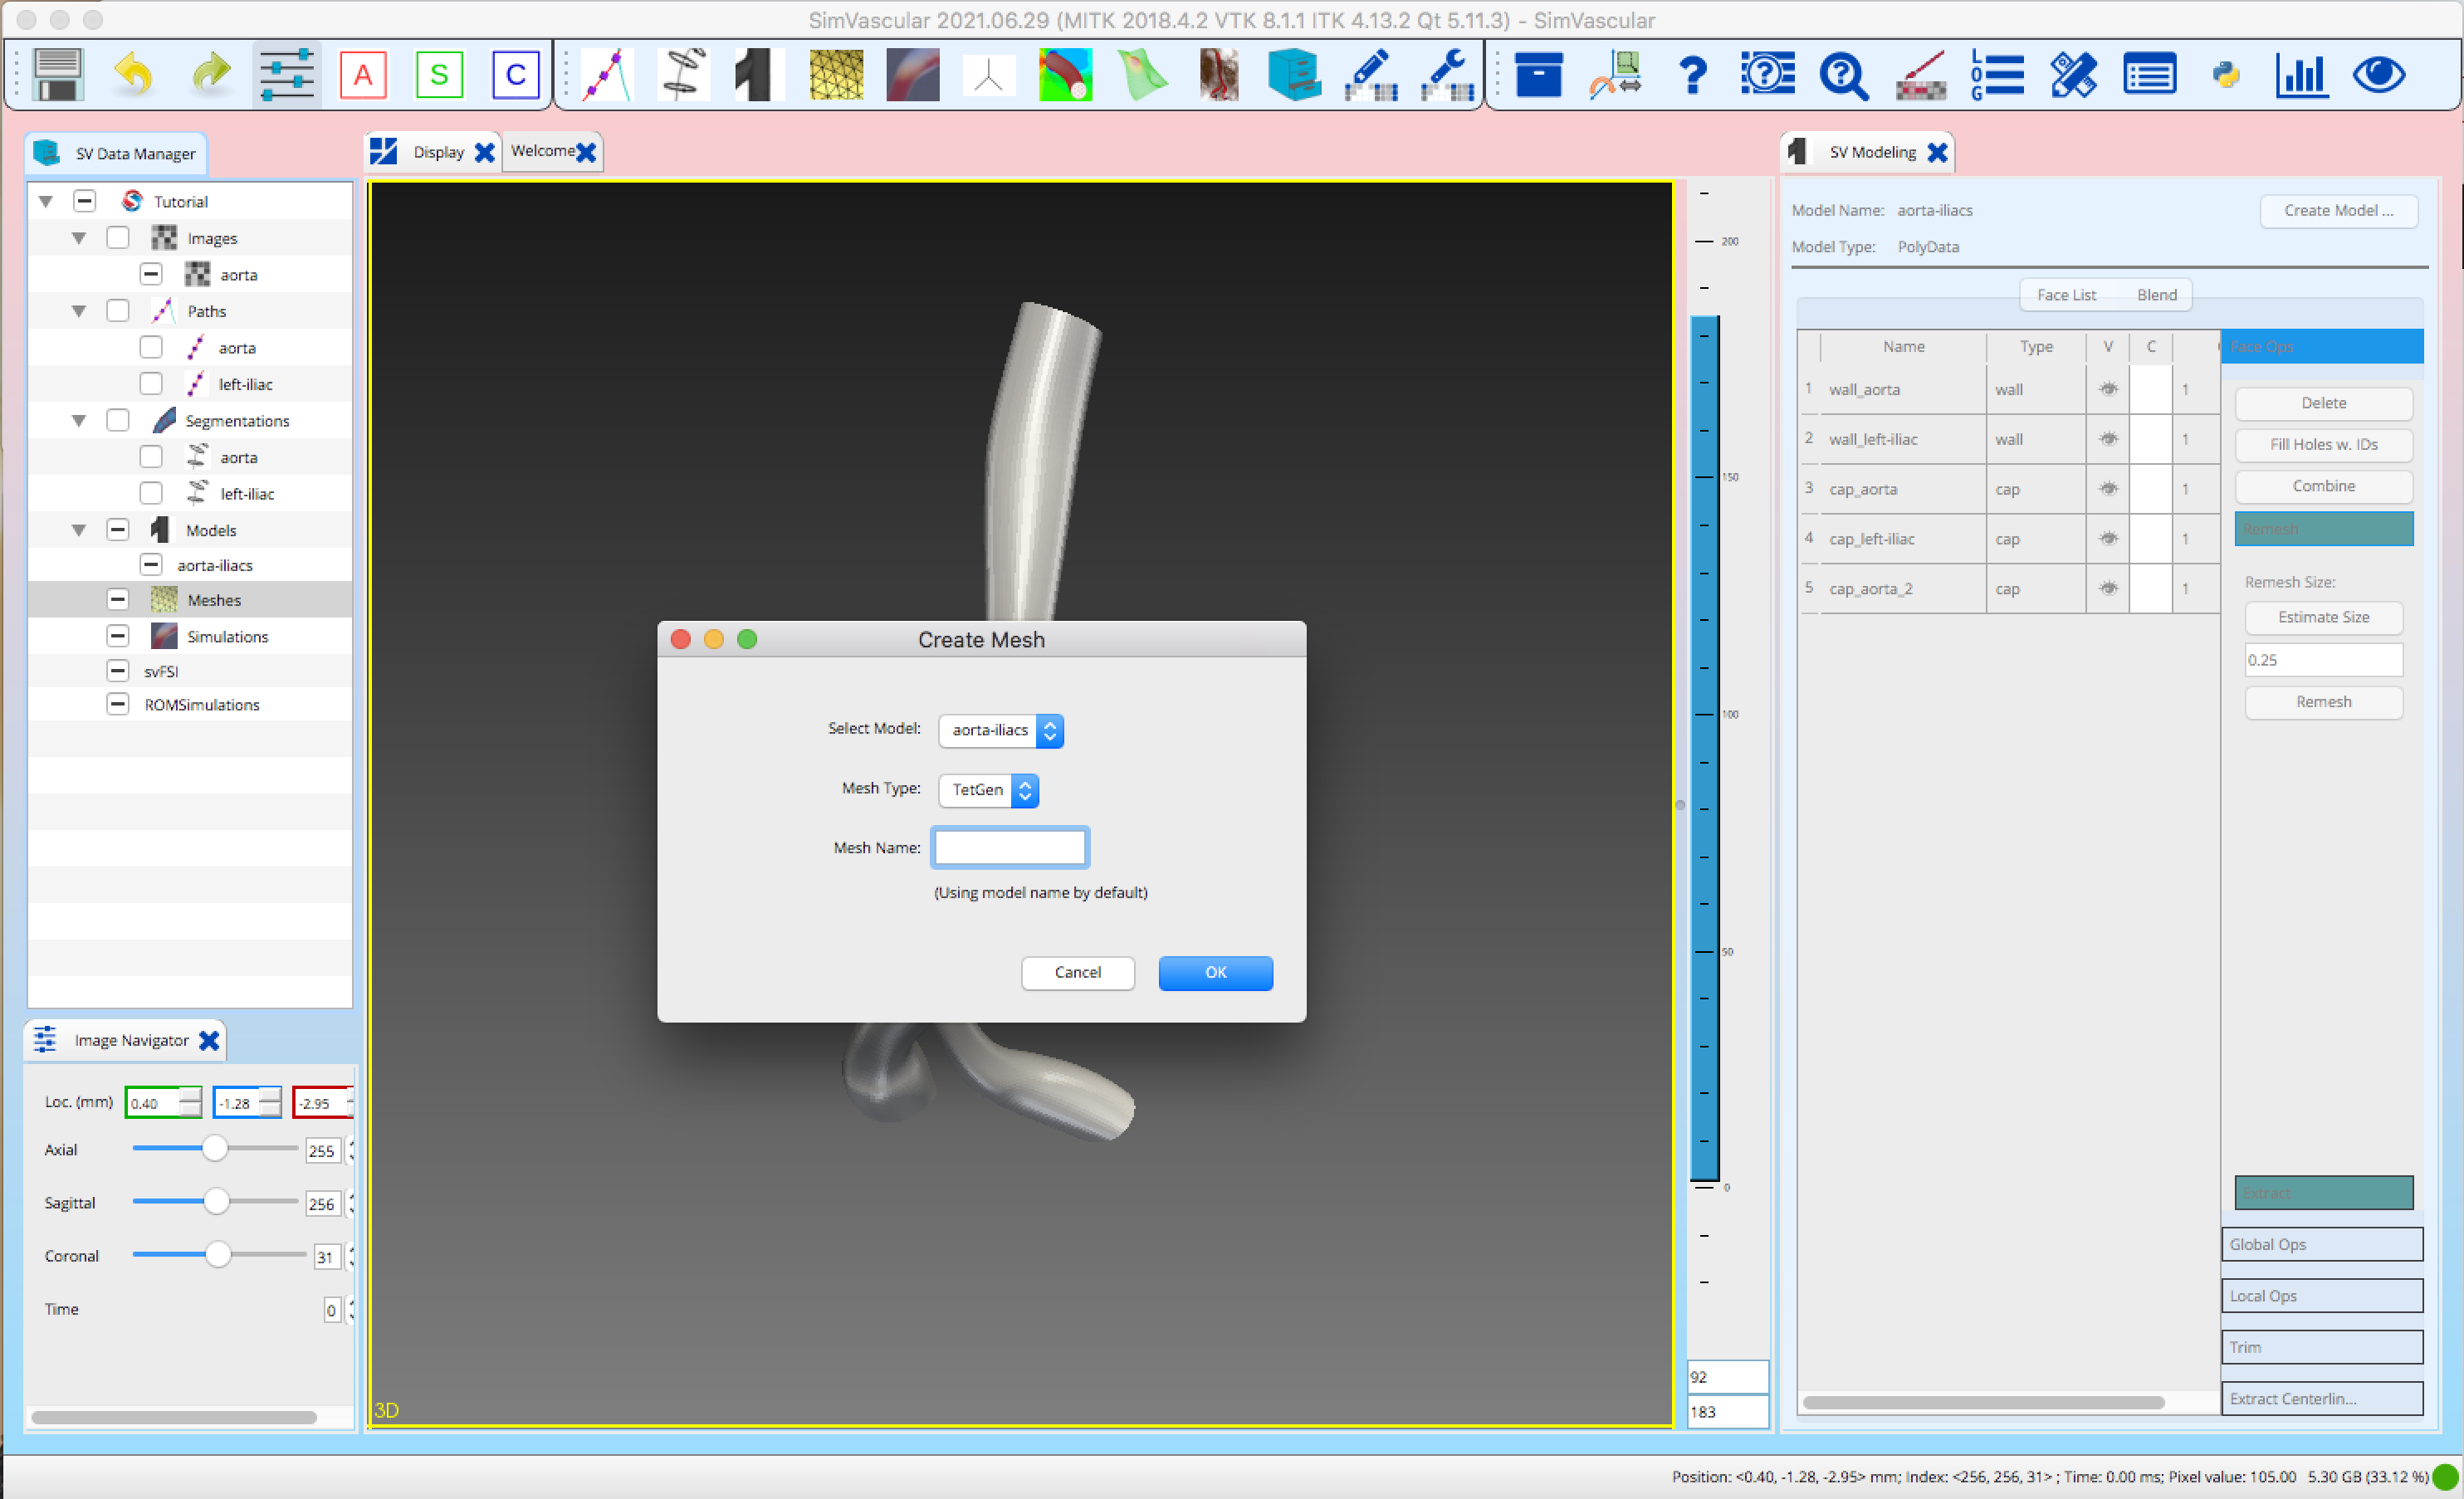 SimVascular 2021.06.29 (MITK 2018.4.2 VTK 8.1.1 ITK 4.13.2 Qt 5.11.3) - SimVascular
A
S
C
LOG
SV Data Manager
Tutorial
Images
aorta
Paths
aorta
left-iliac
Segmentations
aorta
left-iliac
Models
aorta-iliacs
Meshes
Simulations
svFSI
ROMSimulations
Image Navigator
Loc. (mm) 0.40 -1.28 -2.95
Axial 255
Sagittal 256
Coronal 31
Time 0
Display
Welcome
3D
Create Mesh
Select Model: aorta-iliacs
Mesh Type: TetGen
Mesh Name:
(Using model name by default)
Cancel OK
200
150
100
50
0
92
183
SV Modeling
Model Name: aorta-iliacs Create Model ...
Model Type: PolyData
Face List Blend
Name Type V C
1 wall_aorta wall 1
2 wall_left-iliac wall 1
3 cap_aorta cap 1
4 cap_left-iliac cap 1
5 cap_aorta_2 cap 1
Face Ops
Delete
Fill Holes w. IDs
Combine
Remesh
Remesh Size:
Estimate Size
0.25
Remesh
Extract
Global Ops
Local Ops
Trim
Extract Centerlin...
Position: <0.40, -1.28, -2.95> mm; Index: <256, 256, 31> ; Time: 0.00 ms; Pixel value: 105.00 5.30 GB (33.12 %)